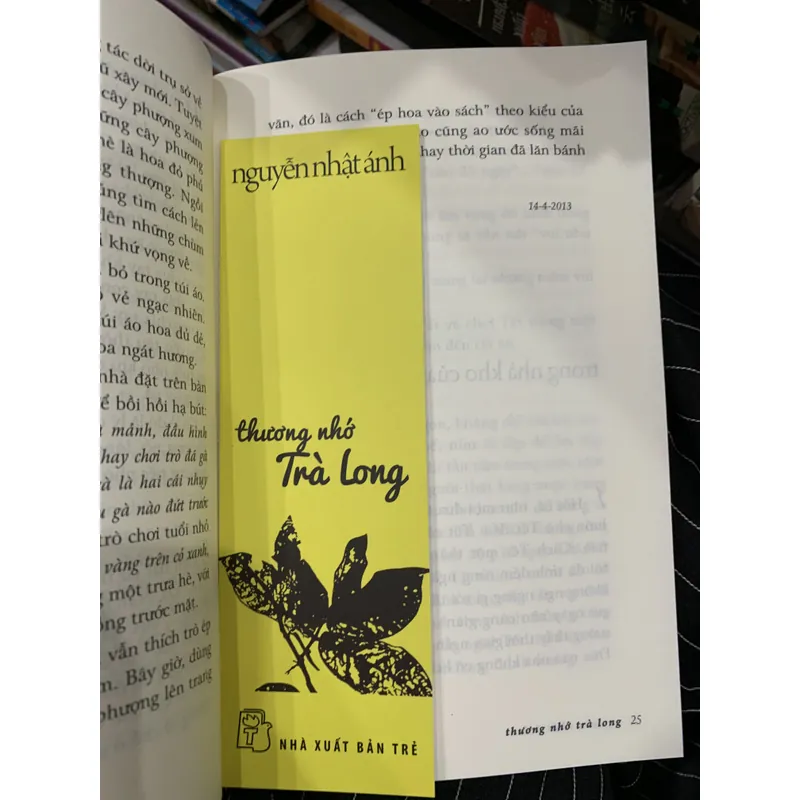 tác dời trụ sở về
xây mới. Tuyệt
cây phượng xum
những cây phượng
hè là hoa đỏ phủ
thượng. Ngồi
tìm cách lên
lên những chùm
khứ vọng về.
bỏ trong túi áo.
vẻ ngạc nhiên.
túi áo hoa dủ dẻ,
hoa ngát hương.
nhà đặt trên bàn
bồi hồi hạ bút:
mảnh, đầu hình
hay chơi trò đá gà
là hai cái nhụy
gà nào đứt trước
trò chơi tuổi nhỏ
vàng trên cỏ xanh,
một trưa hè, với
trước mặt.
vẫn thích trò ép
Bây giờ, dùng
phượng lên trang
nguyễn nhật ánh
thương nhớ
Trà Long
NHÀ XUẤT BẢN TRẺ
văn, đó là cách “ép hoa vào sách” theo kiểu của
cũng ao ước sống mãi
hay thời gian đã lăn bánh
14-4-2013
thương nhớ trà long 25